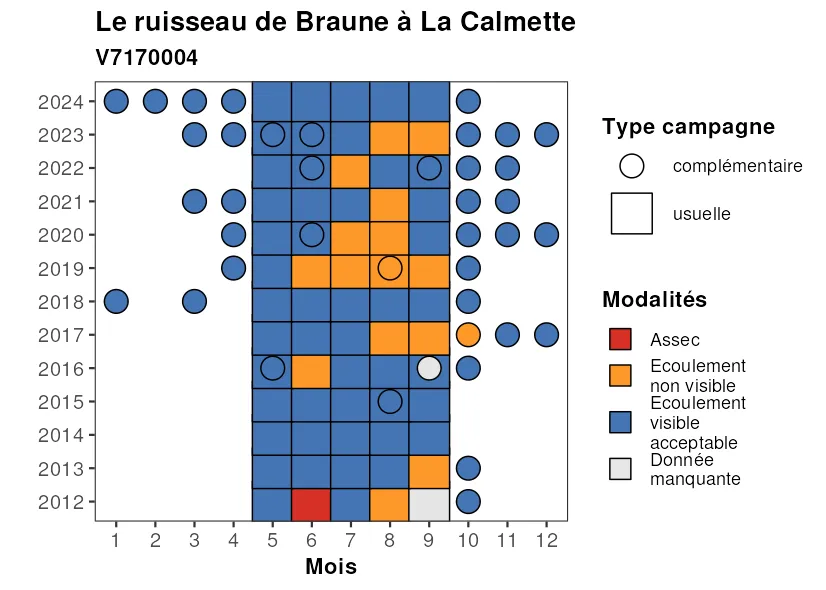 Le ruisseau de Braune à La Calmette
V7170004
2024
2023
2022
2021
2020
2019
2018
2017
2016
2015
2014
2013
2012
1 2 3 4 5 6 7 8 9 10 11 12
Mois
Type campagne
complémentaire
usuelle
Modalités
Assec
Ecoulement
non visible
Ecoulement
visible
acceptable
Donnée
manquante